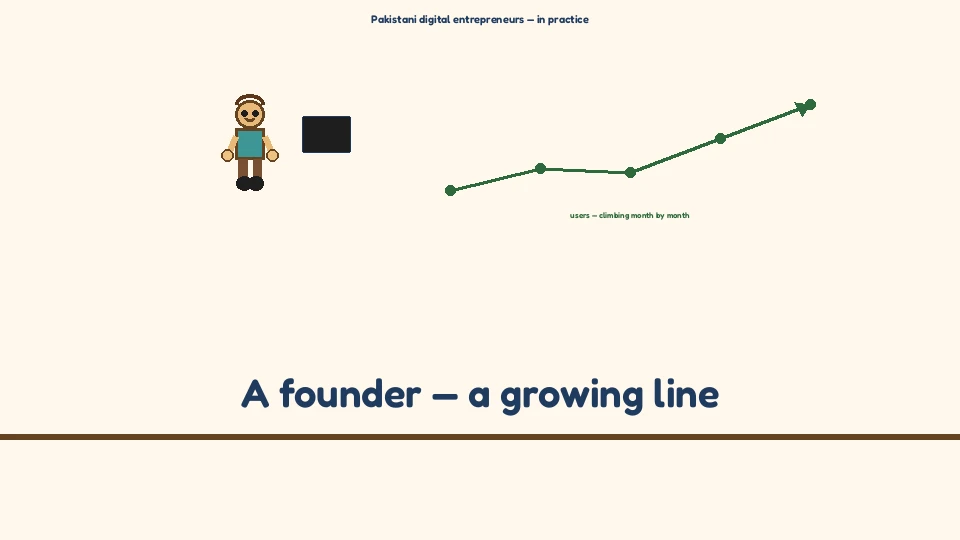 Pakistani digital entrepreneurs — in practice
users — climbing month by month
A founder — a growing line